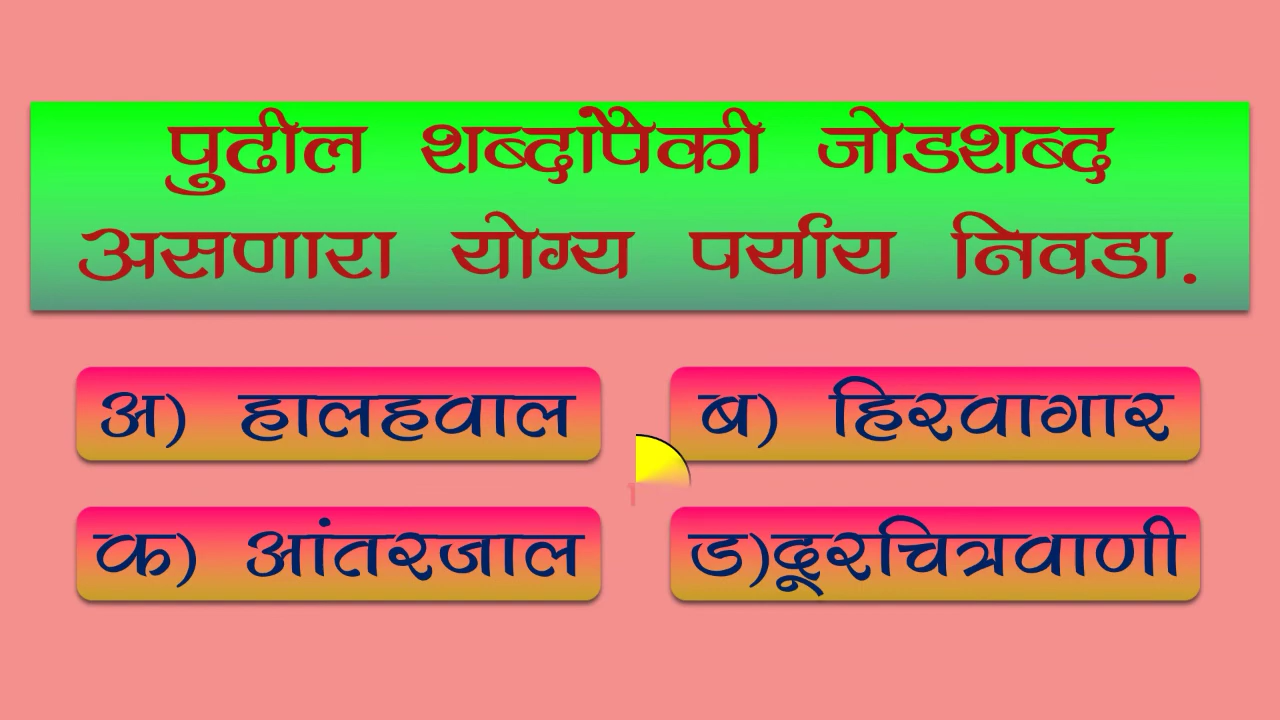 पुढील शब्दांपैकी जोडशब्द
असणारा योग्य पर्याय निवडा.
अ) हालहवाल
ब) हिरवागार
क) आंतरजाल
ड)दूरचित्रवाणी